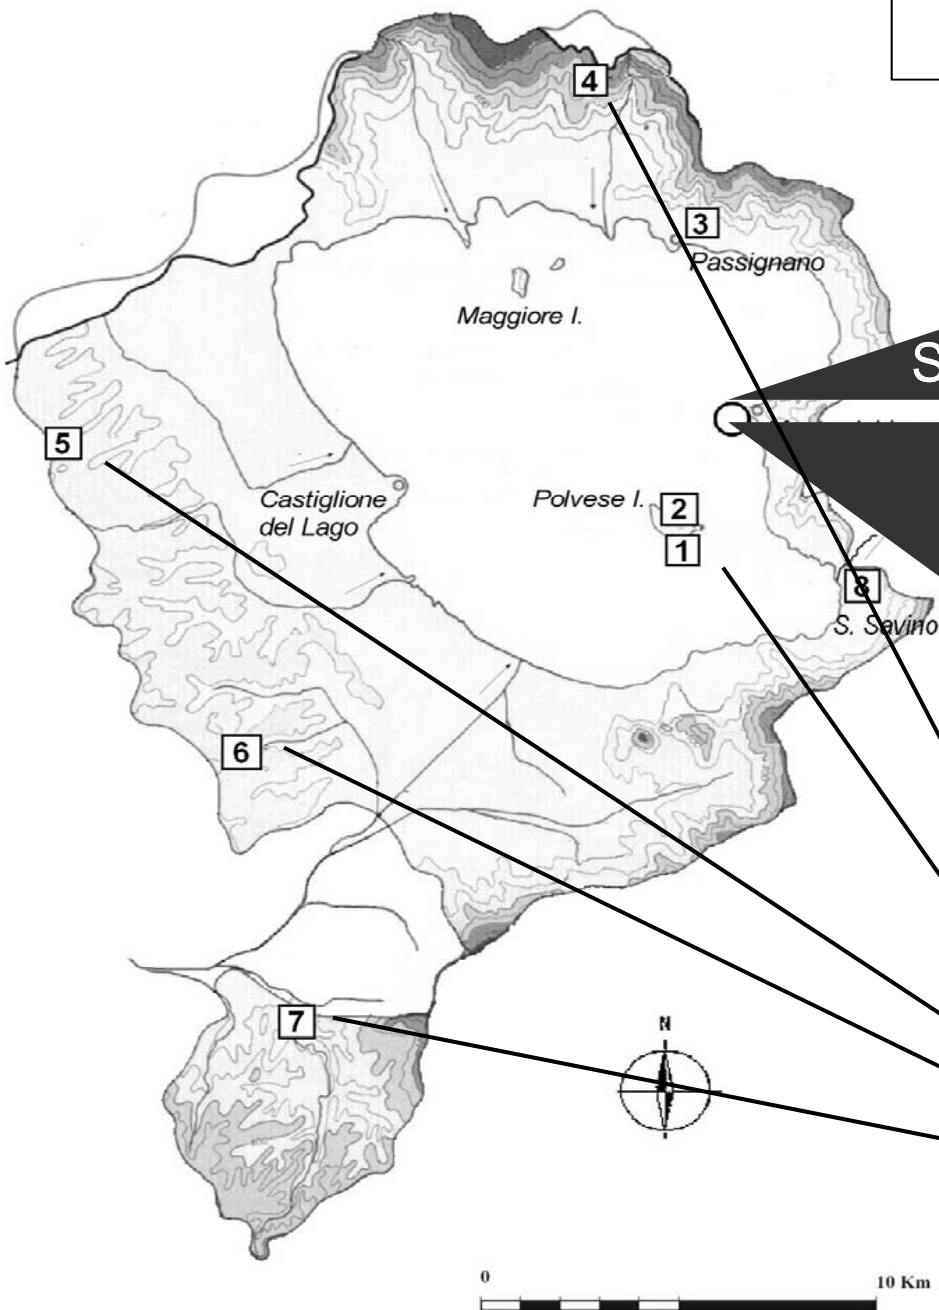 4
3
Passignano
Maggiore I.
S
5
Castiglione
del Lago
Polvese I.
2
1
8
S. Savino
6
7
N
0
10 Km